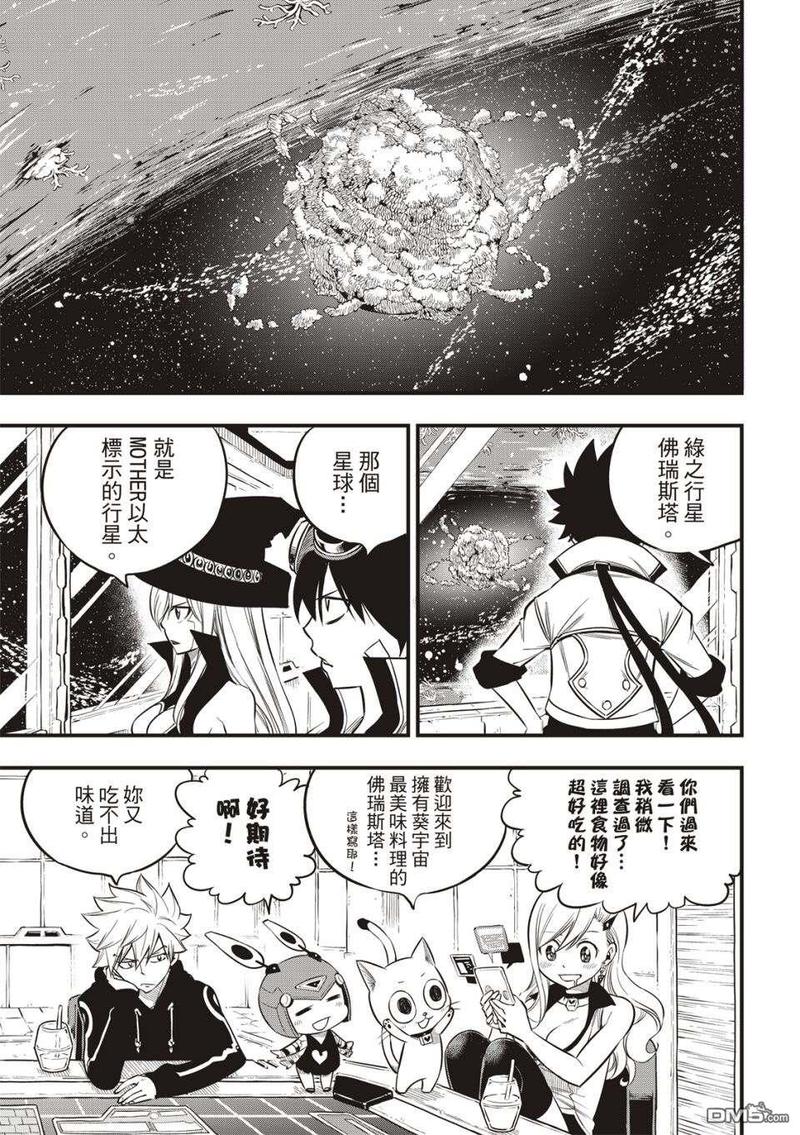 綠之行星
佛瑞斯塔。
那個
星球…
就是
MOTHER以太
標示的行星。
你們過來
看一下！
我稍微
調查過了…
這裡食物好像
超好吃的！
歡迎來到
擁有葵宇宙
最美味料理的
佛瑞斯塔…
這樣寫耶！
好期待
啊！
妳又
吃不出
味道。
DM5.com